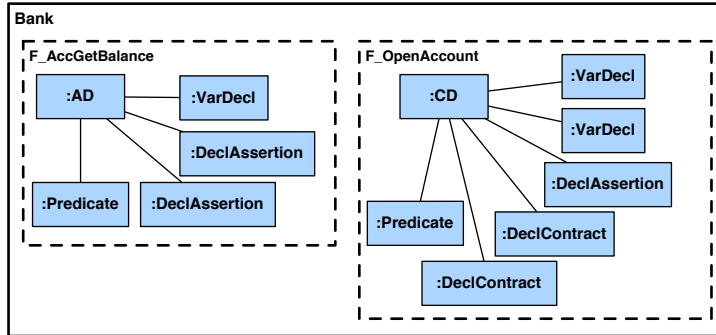 Bank
F_AccGetBalance
:AD
:VarDecl
:DeclAssertion
:Predicate
:DeclAssertion
F_OpenAccount
:CD
:VarDecl
:VarDecl
:DeclAssertion
:Predicate
:DeclContract
:DeclContract